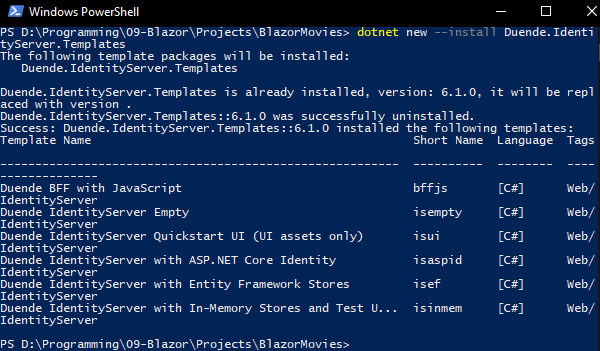 Windows PowerShell
PS D:\Programming\09-Blazor\Projects\BlazorMovies> dotnet new --install Duende.Identi
tyServer.Templates
The following template packages will be installed:
   Duende.IdentityServer.Templates

Duende.IdentityServer.Templates is already installed, version: 6.1.0, it will be repl
aced with version .
Duende.IdentityServer.Templates::6.1.0 was successfully uninstalled.
Success: Duende.IdentityServer.Templates::6.1.0 installed the following templates:
Template Name                                            Short Name  Language  Tags

-------------------------------------------------------  ----------  --------  ----
--------------
Duende BFF with JavaScript                               bffjs       [C#]      Web/
IdentityServer
Duende IdentityServer Empty                              isempty     [C#]      Web/
IdentityServer
Duende IdentityServer Quickstart UI (UI assets only)     isui        [C#]      Web/
IdentityServer
Duende IdentityServer with ASP.NET Core Identity         isaspid     [C#]      Web/
IdentityServer
Duende IdentityServer with Entity Framework Stores       isef        [C#]      Web/
IdentityServer
Duende IdentityServer with In-Memory Stores and Test U...  isinmem     [C#]      Web/
IdentityServer

PS D:\Programming\09-Blazor\Projects\BlazorMovies>